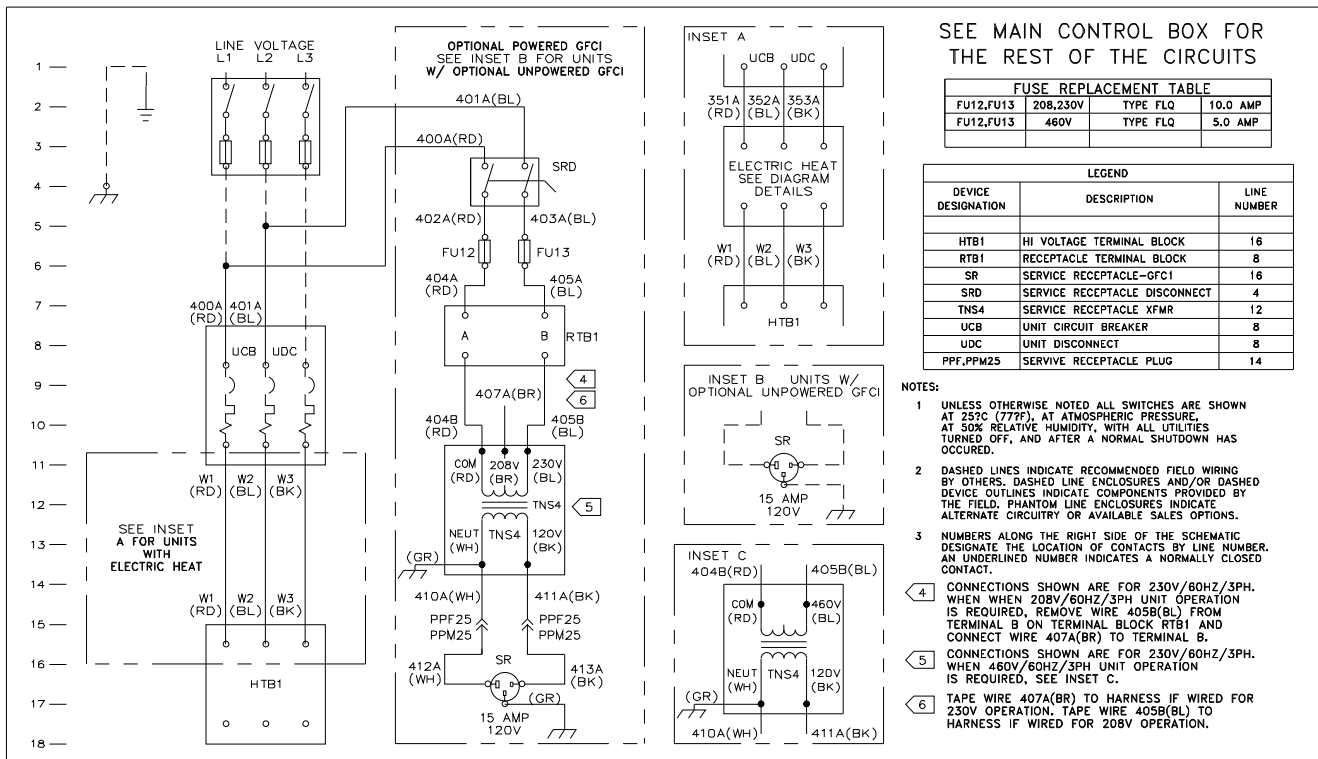 LINE VOLTAGE
L1 L2 L3
1
2
3
4
5
6
7
8
9
10
11
12
13
14
15
16
17
18
400A (RD)
401A (BL)
UCB UDC
W1 (RD)
W2 (BL)
W3 (BK)
SEE INSET
A FOR UNITS
WITH
ELECTRIC HEAT
W1 (RD)
W2 (BL)
W3 (BK)
HTB1
OPTIONAL POWERED GFCI
SEE INSET B FOR UNITS
W/ OPTIONAL UNPOWERED GFCI
401A(BL)
400A(RD)
SRD
402A(RD)
403A(BL)
FU12
FU13
404A (RD)
405A (BL)
A
B
RTB1
4
407A(BR)
6
404B (RD)
405B (BL)
COM (RD)
208V (BR)
230V (BL)
TNS4
5
NEUT (WH)
TNS4
120V (BK)
(GR)
410A(WH)
411A(BK)
PPF25
PPM25
PPF25
PPM25
412A (WH)
SR
413A (BK)
(GR)
15 AMP
120V
INSET A
UCB UDC
351A (RD)
352A (BL)
353A (BK)
ELECTRIC HEAT
SEE DIAGRAM
DETAILS
W1 (RD)
W2 (BL)
W3 (BK)
HTB1
INSET B UNITS W/
OPTIONAL UNPOWERED GFCI
SR
15 AMP
120V
INSET C
404B(RD)
405B(BL)
COM (RD)
460V (BL)
NEUT (WH)
TNS4
120V (BK)
(GR)
410A(WH)
411A(BK)
SEE MAIN CONTROL BOX FOR
THE REST OF THE CIRCUITS
FUSE REPLACEMENT TABLE
FU12,FU13 208,230V TYPE FLQ 10.0 AMP
FU12,FU13 460V TYPE FLQ 5.0 AMP
LEGEND
DEVICE DESIGNATION DESCRIPTION LINE NUMBER
HTB1 HI VOLTAGE TERMINAL BLOCK 16
RTB1 RECEPTACLE TERMINAL BLOCK 8
SR SERVICE RECEPTACLE-GFC1 16
SRD SERVICE RECEPTACLE DISCONNECT 4
TNS4 SERVICE RECEPTACLE XFMR 12
UCB UNIT CIRCUIT BREAKER 8
UDC UNIT DISCONNECT 8
PPF,PPM25 SERVIVE RECEPTACLE PLUG 14
NOTES:
1 UNLESS OTHERWISE NOTED ALL SWITCHES ARE SHOWN
AT 25?C (77?F), AT ATMOSPHERIC PRESSURE,
AT 50% RELATIVE HUMIDITY, WITH ALL UTILITIES
TURNED OFF, AND AFTER A NORMAL SHUTDOWN HAS
OCCURED.
2 DASHED LINES INDICATE RECOMMENDED FIELD WIRING
BY OTHERS. DASHED LINE ENCLOSURES AND/OR DASHED
DEVICE OUTLINES INDICATE COMPONENTS PROVIDED BY
THE FIELD. PHANTOM LINE ENCLOSURES INDICATE
ALTERNATE CIRCUITRY OR AVAILABLE SALES OPTIONS.
3 NUMBERS ALONG THE RIGHT SIDE OF THE SCHEMATIC
DESIGNATE THE LOCATION OF CONTACTS BY LINE NUMBER.
AN UNDERLINED NUMBER INDICATES A NORMALLY CLOSED
CONTACT.
4 CONNECTIONS SHOWN ARE FOR 230V/60HZ/3PH.
WHEN WHEN 208V/60HZ/3PH UNIT OPERATION
IS REQUIRED, REMOVE WIRE 405B(BL) FROM
TERMINAL B ON TERMINAL BLOCK RTB1 AND
CONNECT WIRE 407A(BR) TO TERMINAL B.
5 CONNECTIONS SHOWN ARE FOR 230V/60HZ/3PH.
WHEN 460V/60HZ/3PH UNIT OPERATION
IS REQUIRED, SEE INSET C.
6 TAPE WIRE 407A(BR) TO HARNESS IF WIRED FOR
230V OPERATION. TAPE WIRE 405B(BL) TO
HARNESS IF WIRED FOR 208V OPERATION.